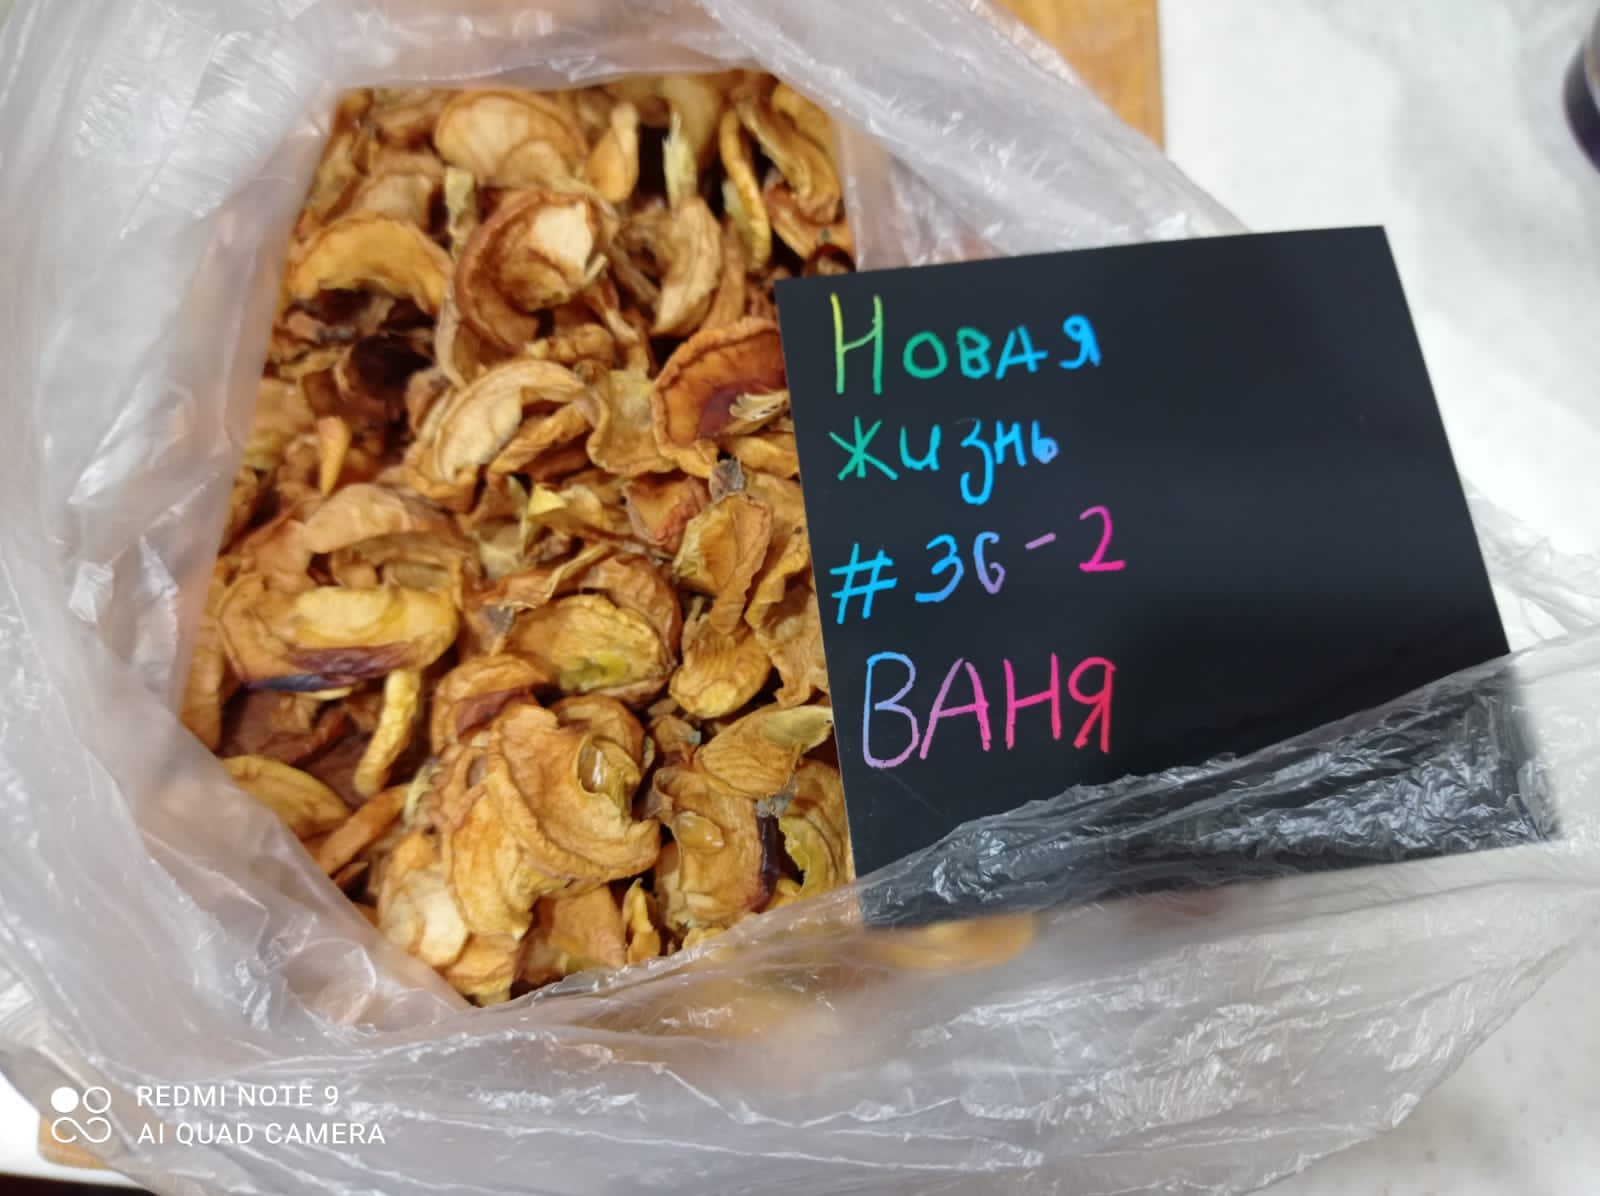 Новая
жизнь
#36-2
ВАНЯ
REDMI NOTE 9
AI QUAD CAMERA